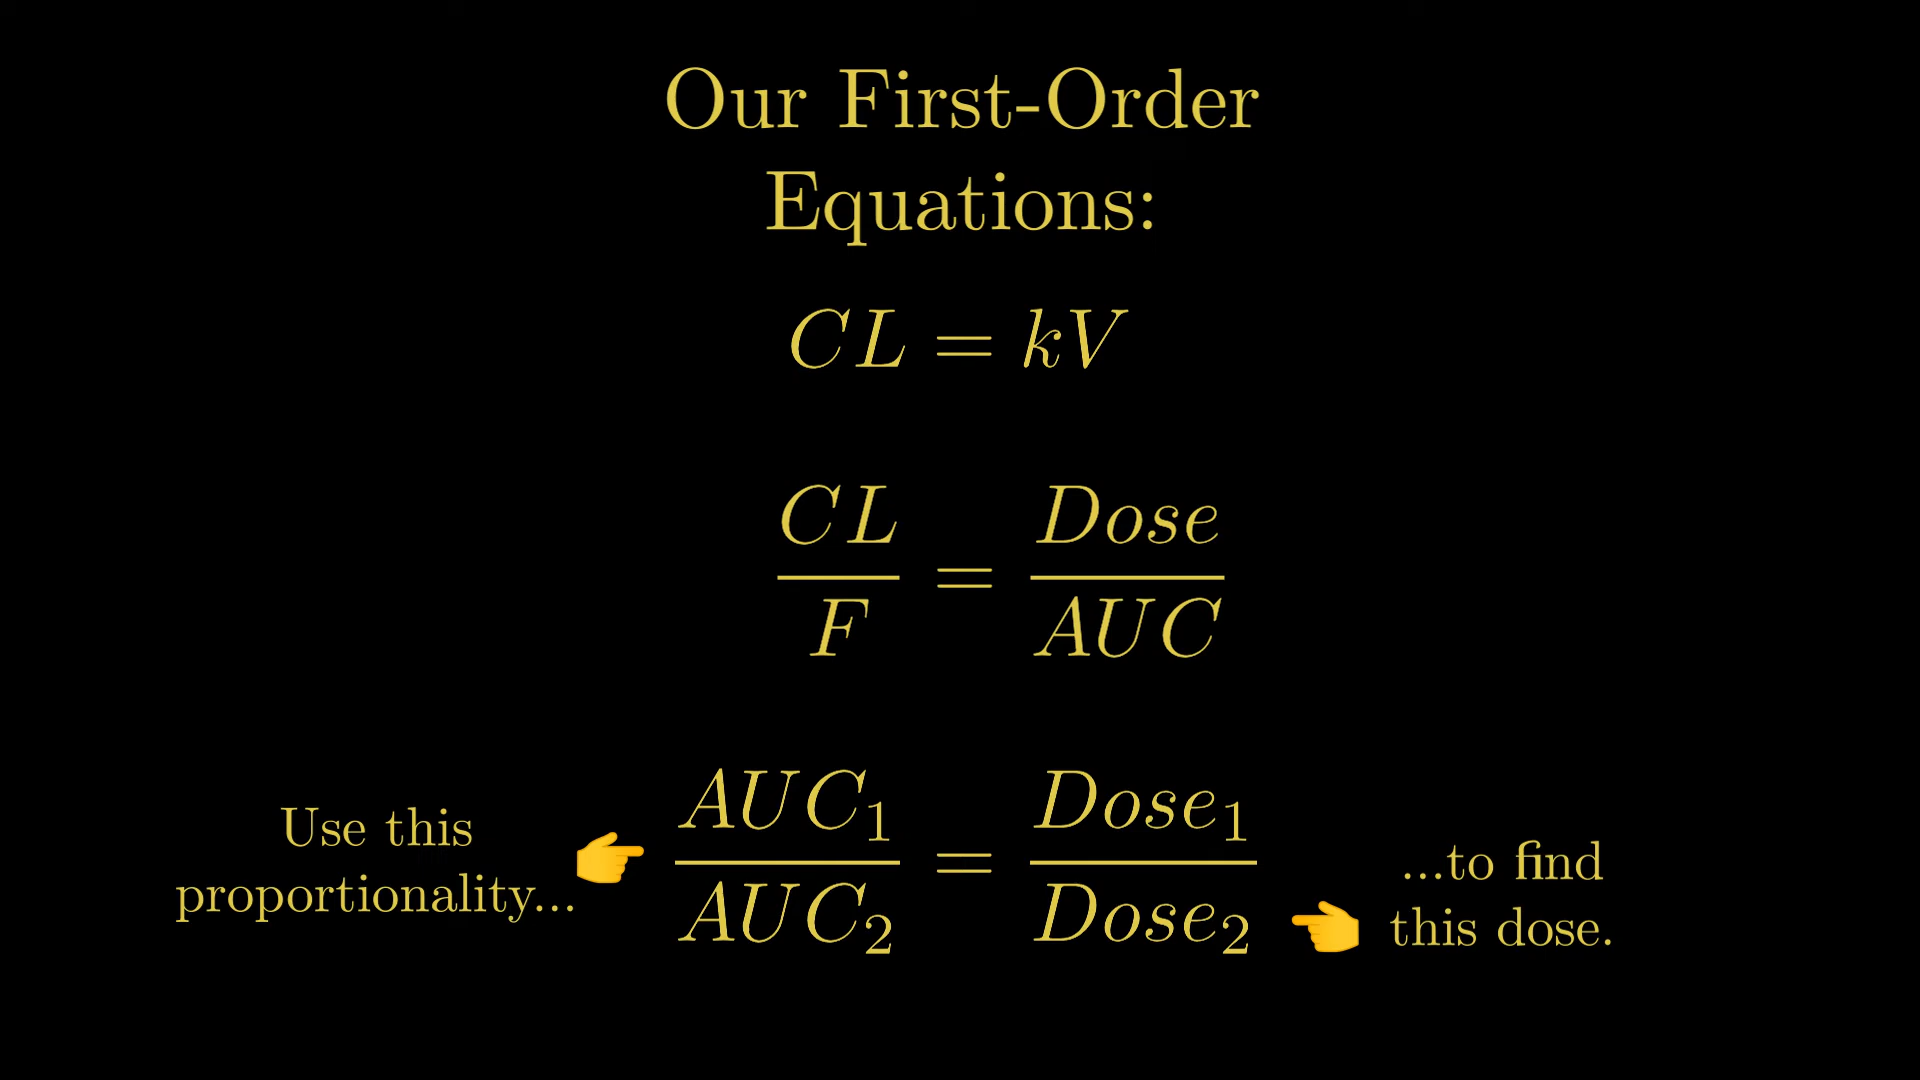 Our First-Order
Equations:
CL = kV
CL/F = Dose/AUC
Use this
proportionality...
AUC₁/AUC₂ = Dose₁/Dose₂
...to find
this dose.